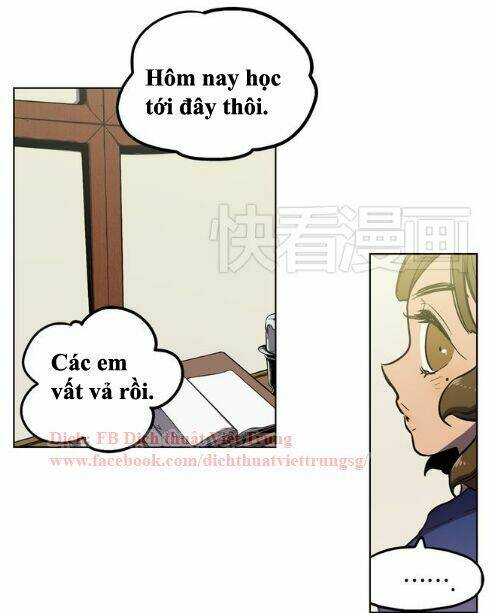 Hôm nay học
tới đây thôi.
快看漫画
Các em
vất vả rồi.
Dịch: FB Dịch thuật Việt Trung
www.facebook.com/dichthuatviettrungsg/
.......